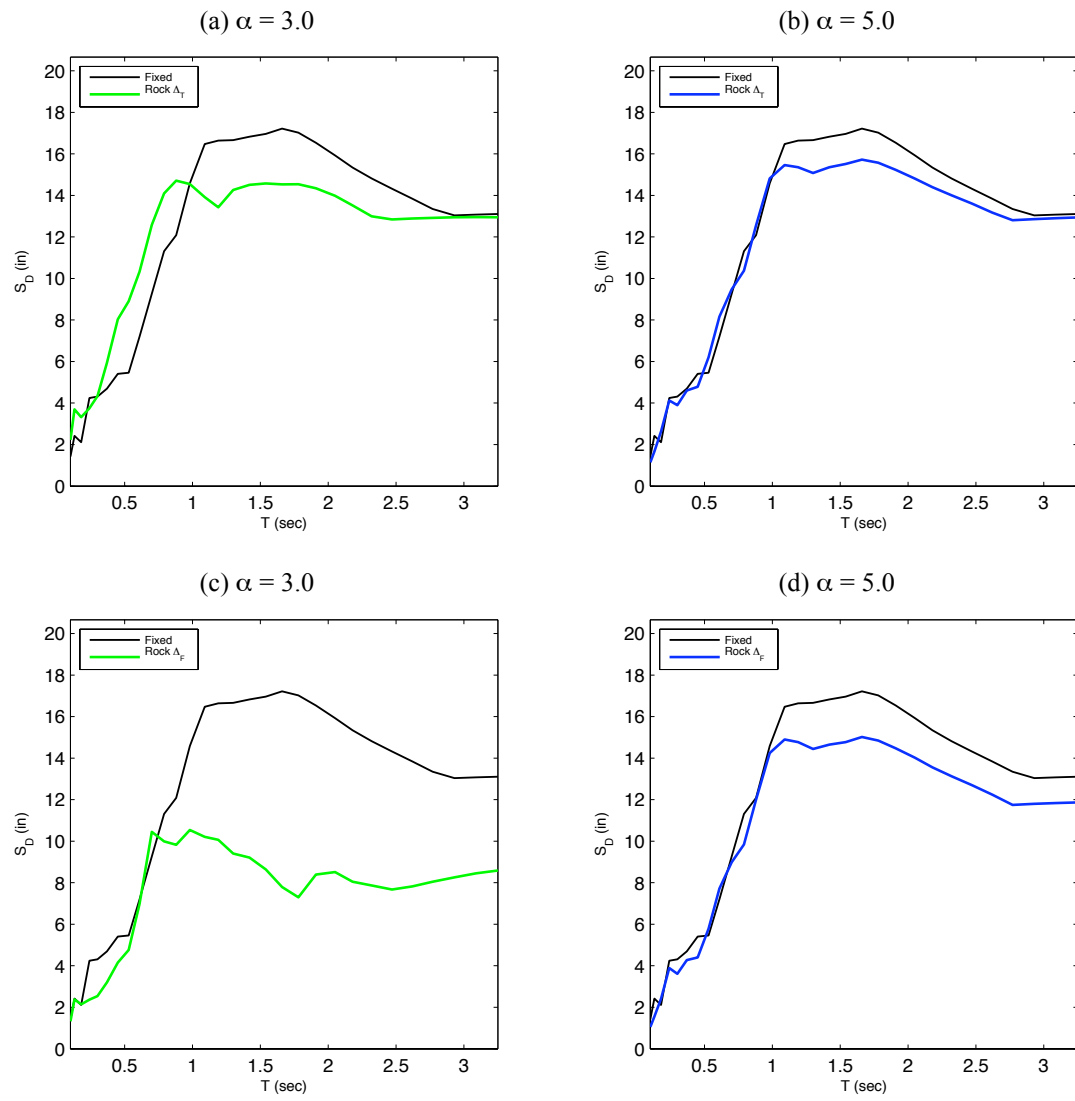 (a) α = 3.0
20
18
16
14
12
10
8
6
4
2
0
S_D (in)
Fixed
Rock Δ_T
0.5 1 1.5 2 2.5 3
T (sec)
(b) α = 5.0
20
18
16
14
12
10
8
6
4
2
0
S_D (in)
Fixed
Rock Δ_T
0.5 1 1.5 2 2.5 3
T (sec)
(c) α = 3.0
20
18
16
14
12
10
8
6
4
2
0
S_D (in)
Fixed
Rock Δ_F
0.5 1 1.5 2 2.5 3
T (sec)
(d) α = 5.0
20
18
16
14
12
10
8
6
4
2
0
S_D (in)
Fixed
Rock Δ_F
0.5 1 1.5 2 2.5 3
T (sec)